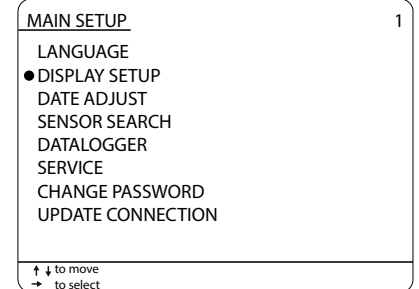 MAIN SETUP 1
LANGUAGE
DISPLAY SETUP
DATE ADJUST
SENSOR SEARCH
DATALOGGER
SERVICE
CHANGE PASSWORD
UPDATE CONNECTION
↑ ↓ to move
→ to select